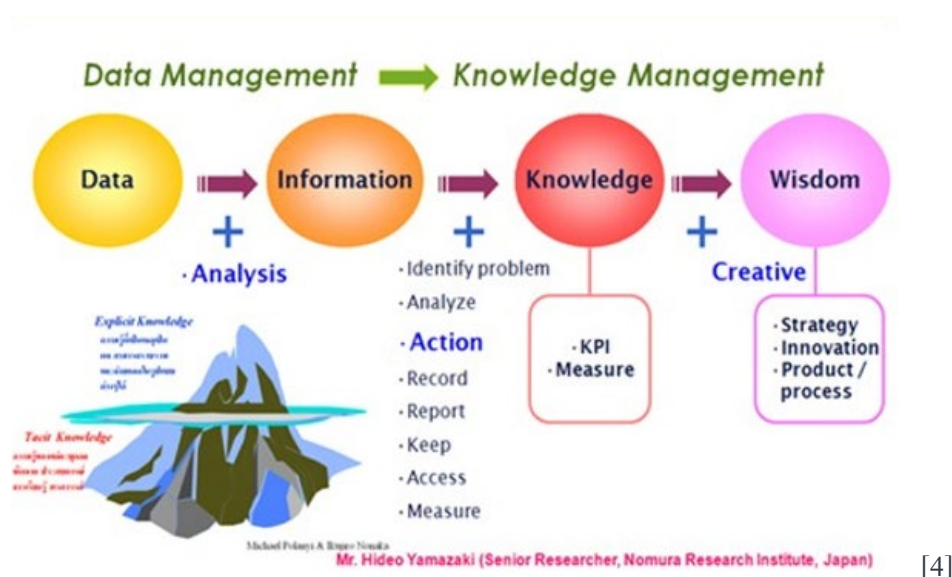 Data Management Knowledge Management
Data
Information
Knowledge
Wisdom
+
· Analysis
+
· Identify problem
· Analyze
· Action
· Record
· Report
· Keep
· Access
· Measure
+
Creative
· KPI
· Measure
· Strategy
· Innovation
· Product /
process
Explicit Knowledge
Tacit Knowledge
Michael Polanyi & Ikujiro Nonaka
Mr. Hideo Yamazaki (Senior Researcher, Nomura Research Institute, Japan)
[4]